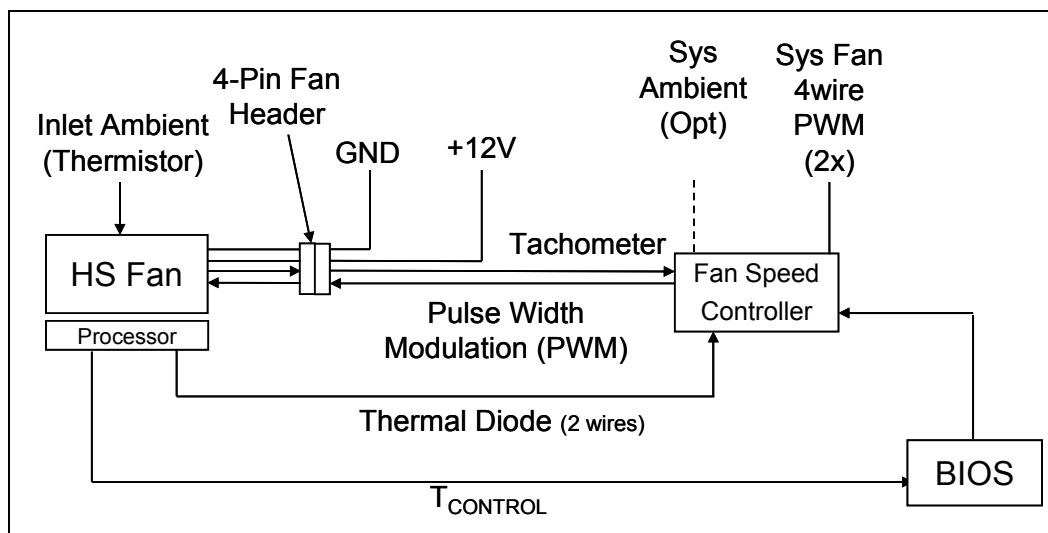 4-Pin Fan
Header
Inlet Ambient
(Thermistor)
GND
+12V
Sys
Ambient
(Opt)
Sys Fan
4wire
PWM
(2x)
HS Fan
Processor
Tachometer
Fan Speed
Controller
Pulse Width
Modulation (PWM)
Thermal Diode (2 wires)
BIOS
TCONTROL